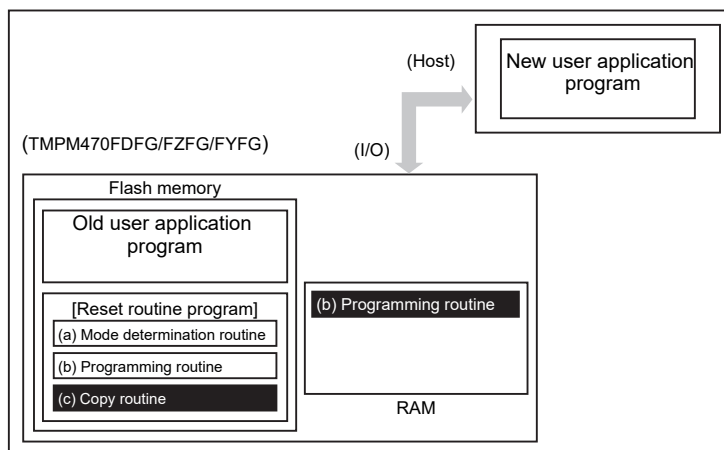 (Host)
New user application
program
(TMPM470FDFG/FZFG/FYFG)
(I/O)
Flash memory
Old user application
program
[Reset routine program]
(a) Mode determination routine
(b) Programming routine
(c) Copy routine
(b) Programming routine
RAM